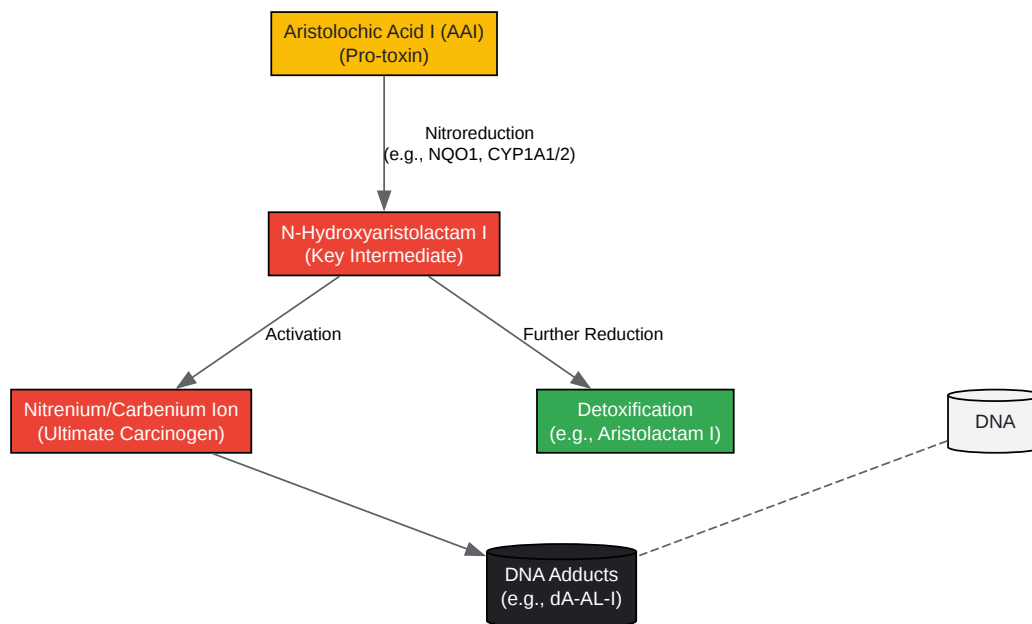 Aristolochic Acid I (AAI)
(Pro-toxin)
Nitroreduction
(e.g., NQO1, CYP1A1/2)
N-Hydroxyaristolactam I
(Key Intermediate)
Activation
Further Reduction
Nitrenium/Carbenium Ion
(Ultimate Carcinogen)
Detoxification
(e.g., Aristolactam I)
DNA
DNA Adducts
(e.g., dA-AL-I)